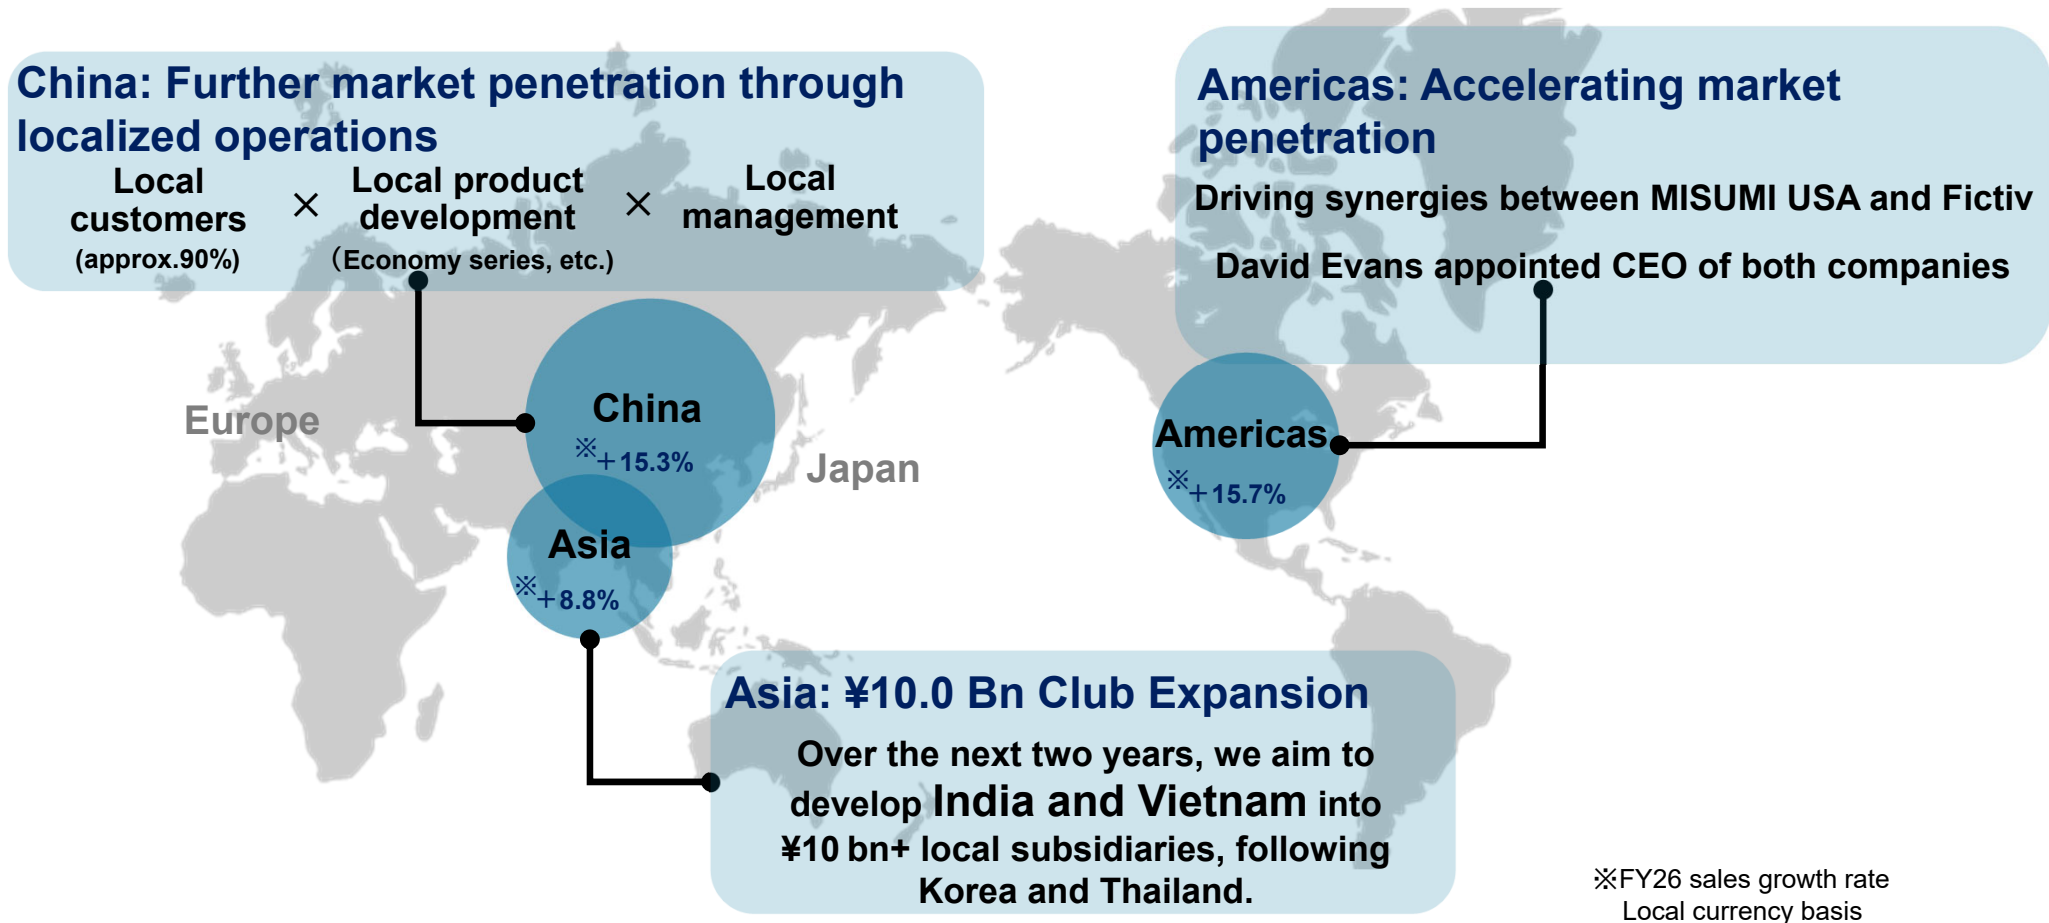 China: Further market penetration through
localized operations
Local
customers
(approx.90%)
×
Local product
development
（Economy series, etc.)
×
Local
management
Americas: Accelerating market
penetration
Driving synergies between MISUMI USA and Fictiv
David Evans appointed CEO of both companies
Europe
China
※＋15.3%
Japan
Americas
※＋15.7%
Asia
※＋8.8%
Asia: ¥10.0 Bn Club Expansion
Over the next two years, we aim to
develop India and Vietnam into
¥10 bn+ local subsidiaries, following
Korea and Thailand.
※FY26 sales growth rate
Local currency basis